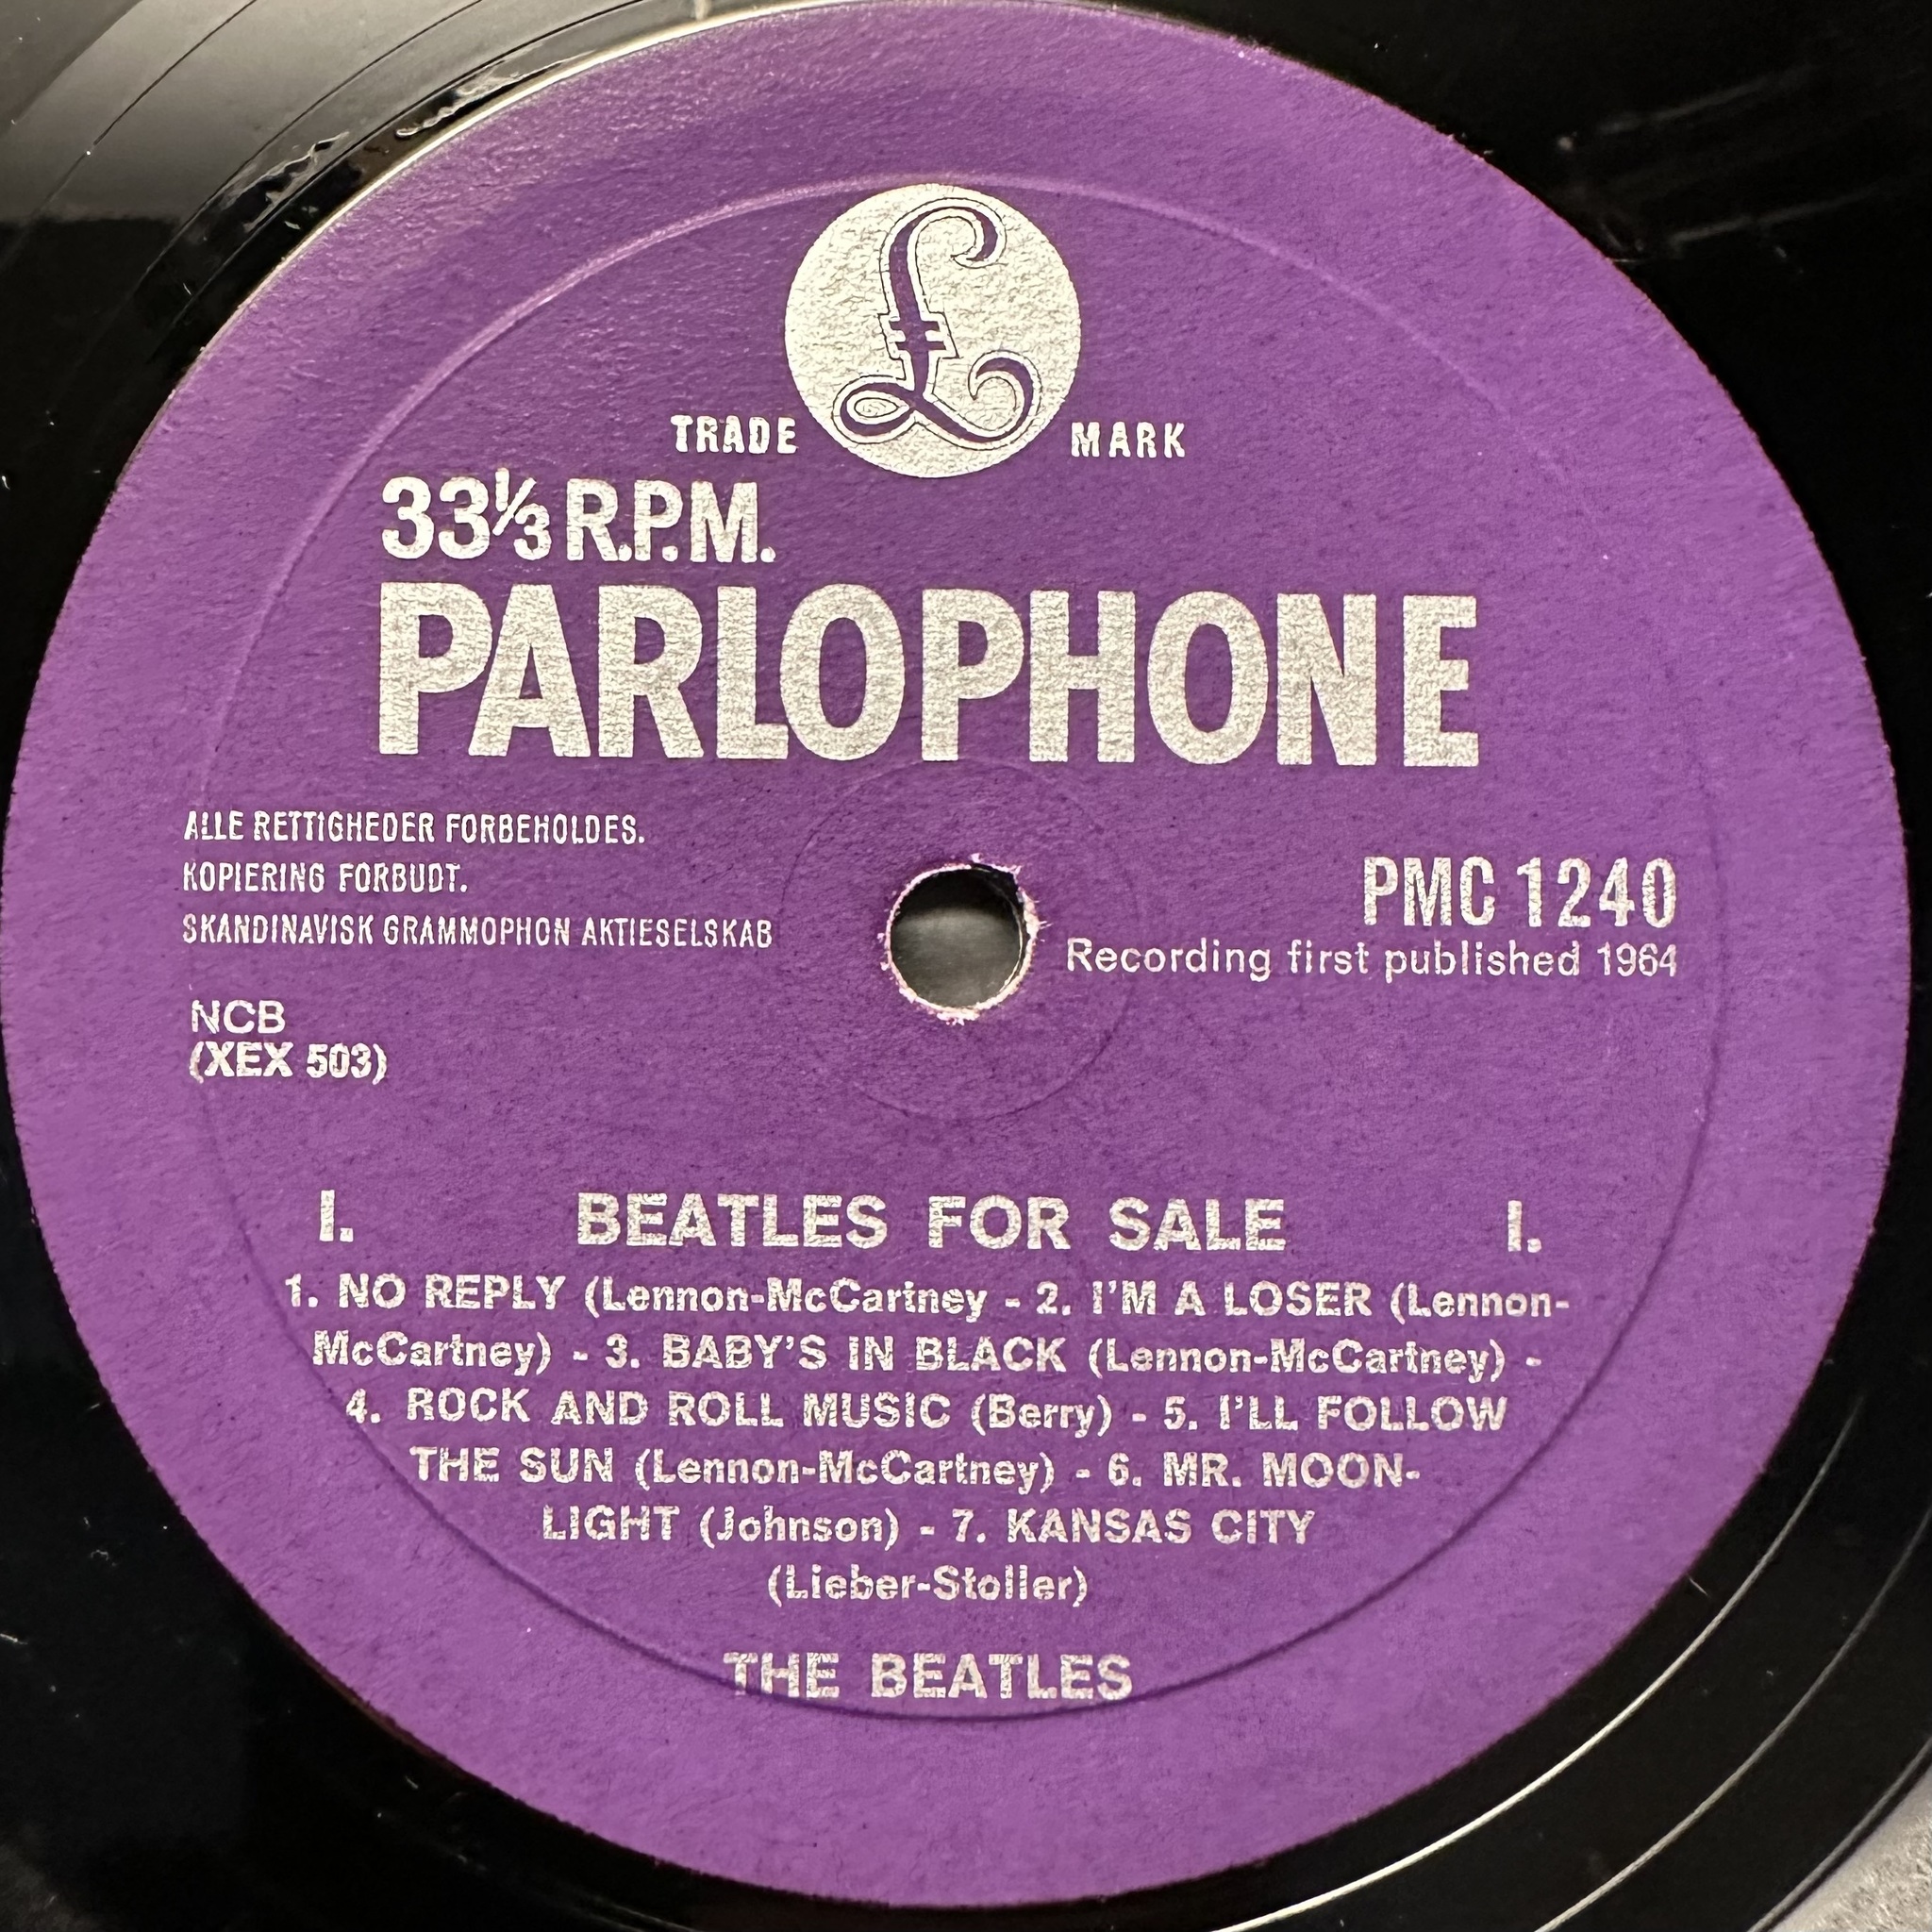 £
TRADE MARK
33⅓ R.P.M.
PARLOPHONE
ALLE RETTIGHEDER FORBEHOLDES.
KOPIERING FORBUDT.
SKANDINAVISK GRAMMOPHON AKTIESELSKAB
PMC 1240
Recording first published 1964
NCB
(XEX 503)
I. BEATLES FOR SALE I.
1. NO REPLY (Lennon-McCartney - 2. I'M A LOSER (Lennon-
McCartney) - 3. BABY'S IN BLACK (Lennon-McCartney) -
4. ROCK AND ROLL MUSIC (Berry) - 5. I'LL FOLLOW
THE SUN (Lennon-McCartney) - 6. MR. MOON-
LIGHT (Johnson) - 7. KANSAS CITY
(Lieber-Stoller)
THE BEATLES